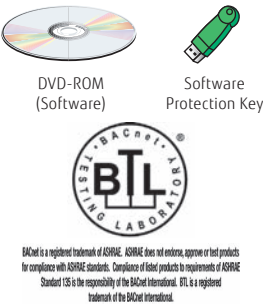 DVD-ROM
(Software)
Software
Protection Key
BACnet
®
TESTING
BTL
LABORATORY
BACnet is a registered trademark of ASHRAE. ASHRAE does not endorse, approve or test products
for compliance with ASHRAE standards. Compliance of listed products to requirements of ASHRAE
Standard 135 is the responsibility of the BACnet International. BTL is a registered
trademark of the BACnet International.